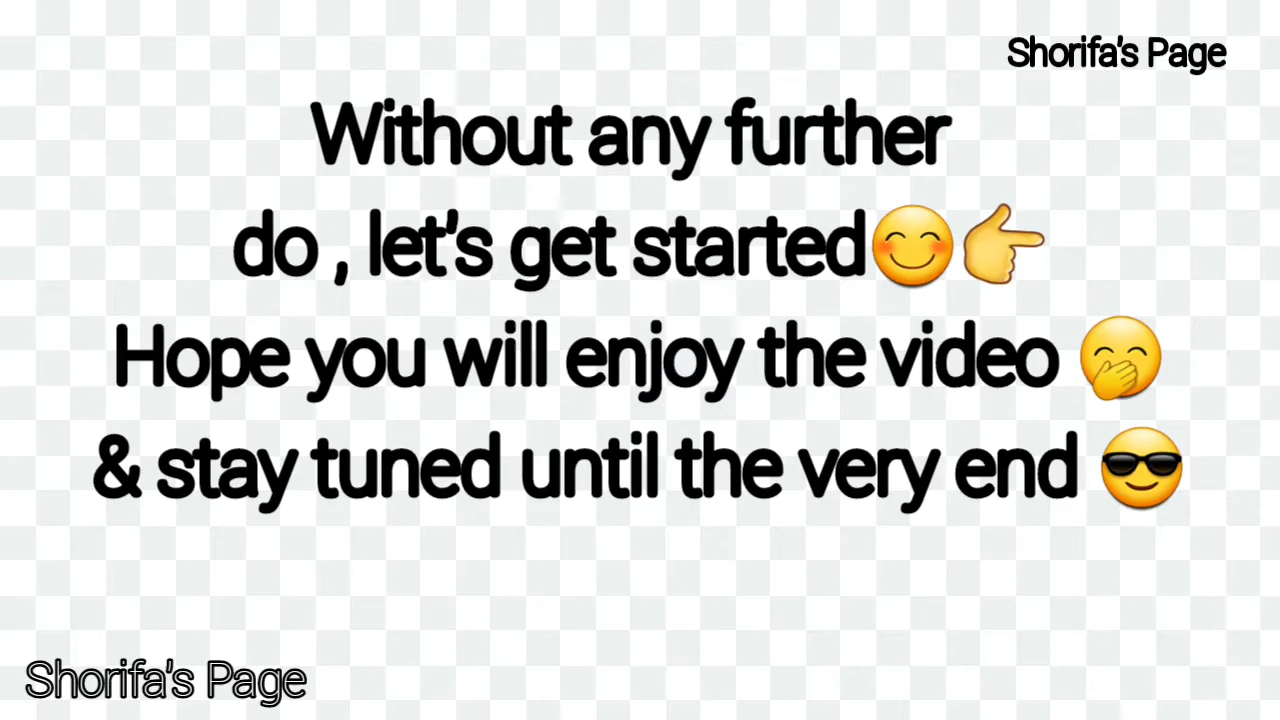 Shorifa's Page
Without any further
do , let's get started😊👉
Hope you will enjoy the video 🤭
& stay tuned until the very end 😎
Shorifa's Page